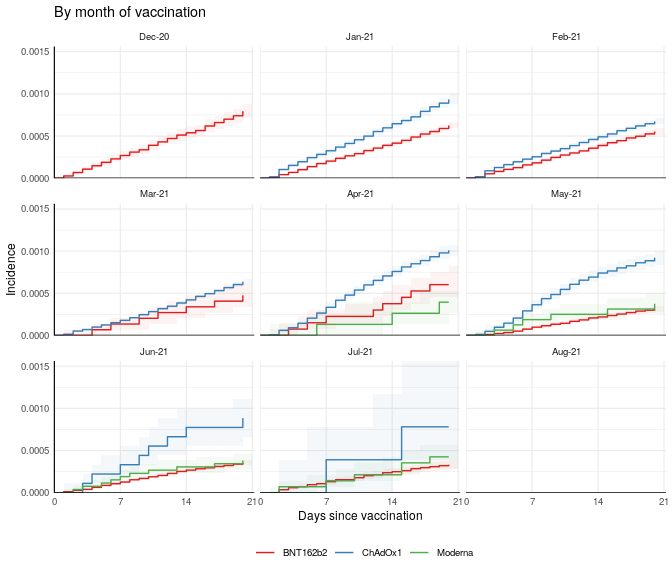 By month of vaccination
Dec-20 Jan-21 Feb-21
0.0015
0.0010
0.0005
0.0000
Mar-21 Apr-21 May-21
0.0015
0.0010
0.0005
0.0000
Incidence
Jun-21 Jul-21 Aug-21
0.0015
0.0010
0.0005
0.0000
0 7 14 21 0 7 14 21 0 7 14 21
Days since vaccination
BNT162b2 ChAdOx1 Moderna